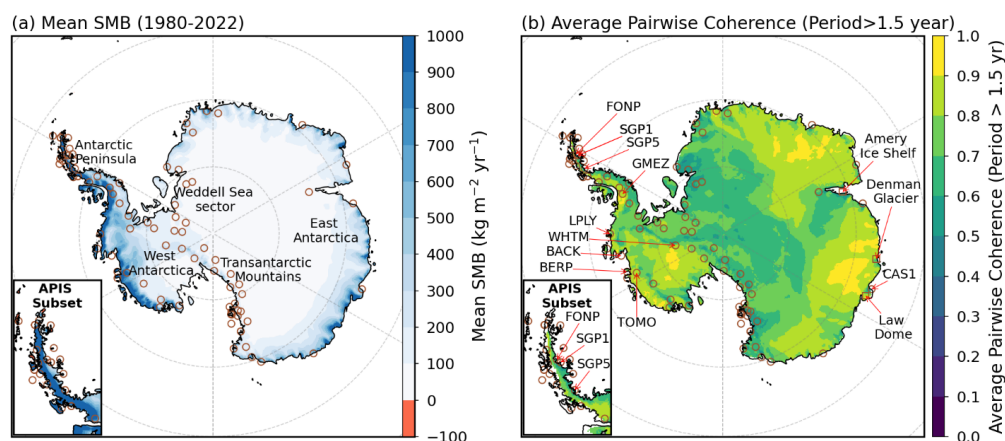 (a) Mean SMB (1980-2022)
Antarctic
Peninsula
Weddell Sea
sector
East
Antarctica
West
Antarctica
Transantarctic
Mountains
APIS
Subset
1000
900
800
700
600
500
400
300
200
100
0
−100
Mean SMB (kg m−2 yr−1)
(b) Average Pairwise Coherence (Period>1.5 year)
FONP
SGP1
SGP5
GMEZ
Amery
Ice Shelf
Denman
Glacier
LPLY
WHTM
BACK
BERP
TOMO
CAS1
Law
Dome
APIS
Subset
FONP
SGP1
SGP5
1.0
0.9
0.8
0.7
0.6
0.5
0.4
0.3
0.2
0.1
0.0
Average Pairwise Coherence (Period > 1.5 yr)